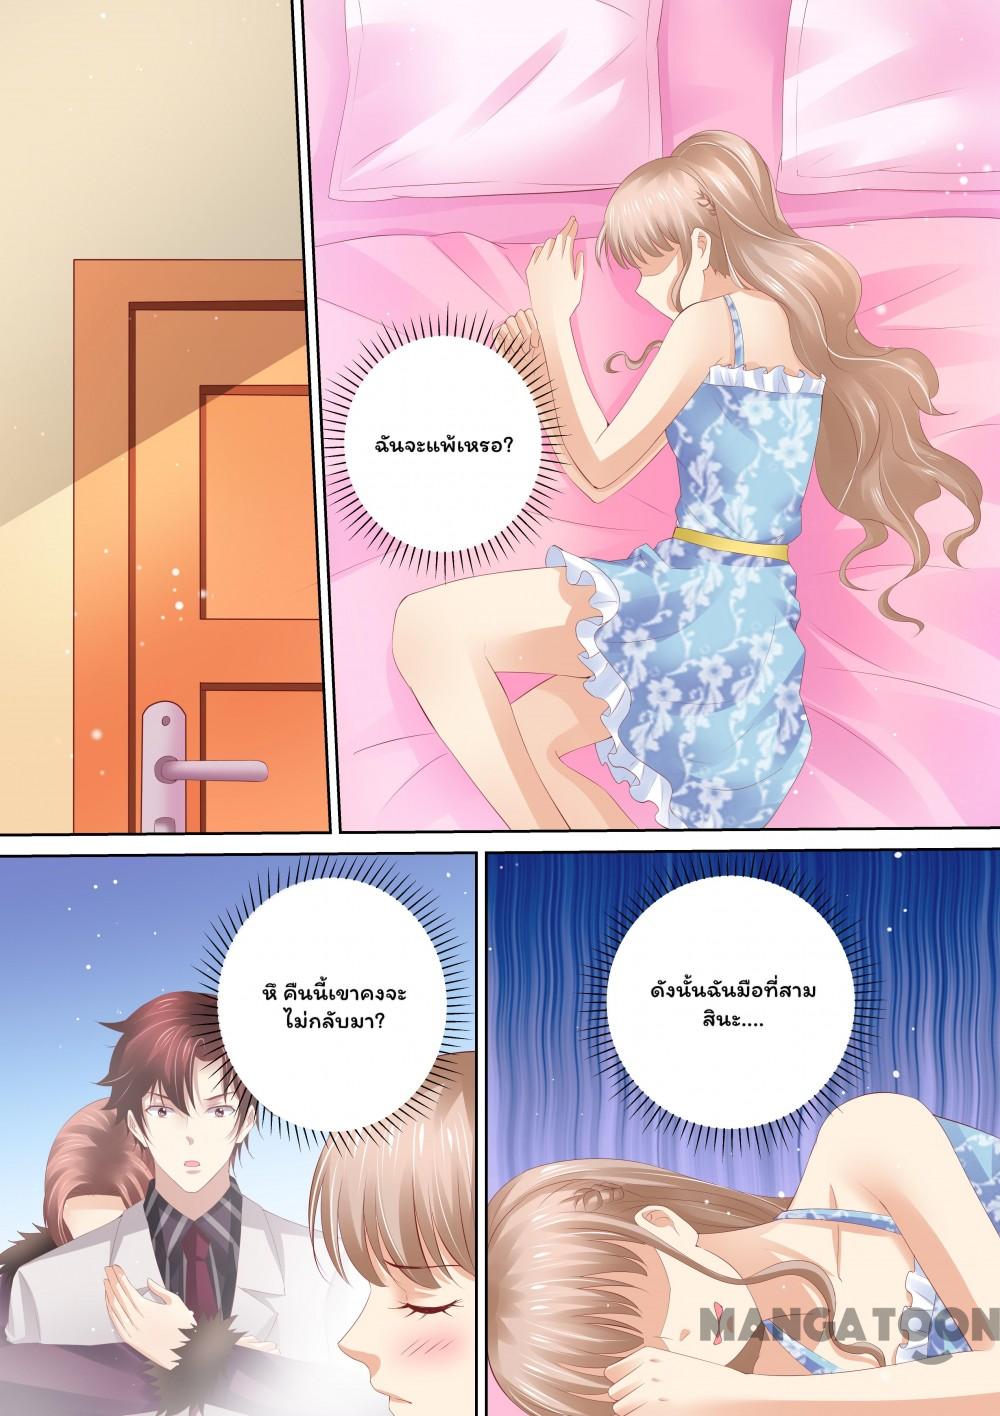 ฉันจะแพ้เหรอ?
หึ คืนนี้เขาคงจะ
ไม่กลับมา?
ดังนั้นฉันมือที่สาม
สินะ....
MANGATOON